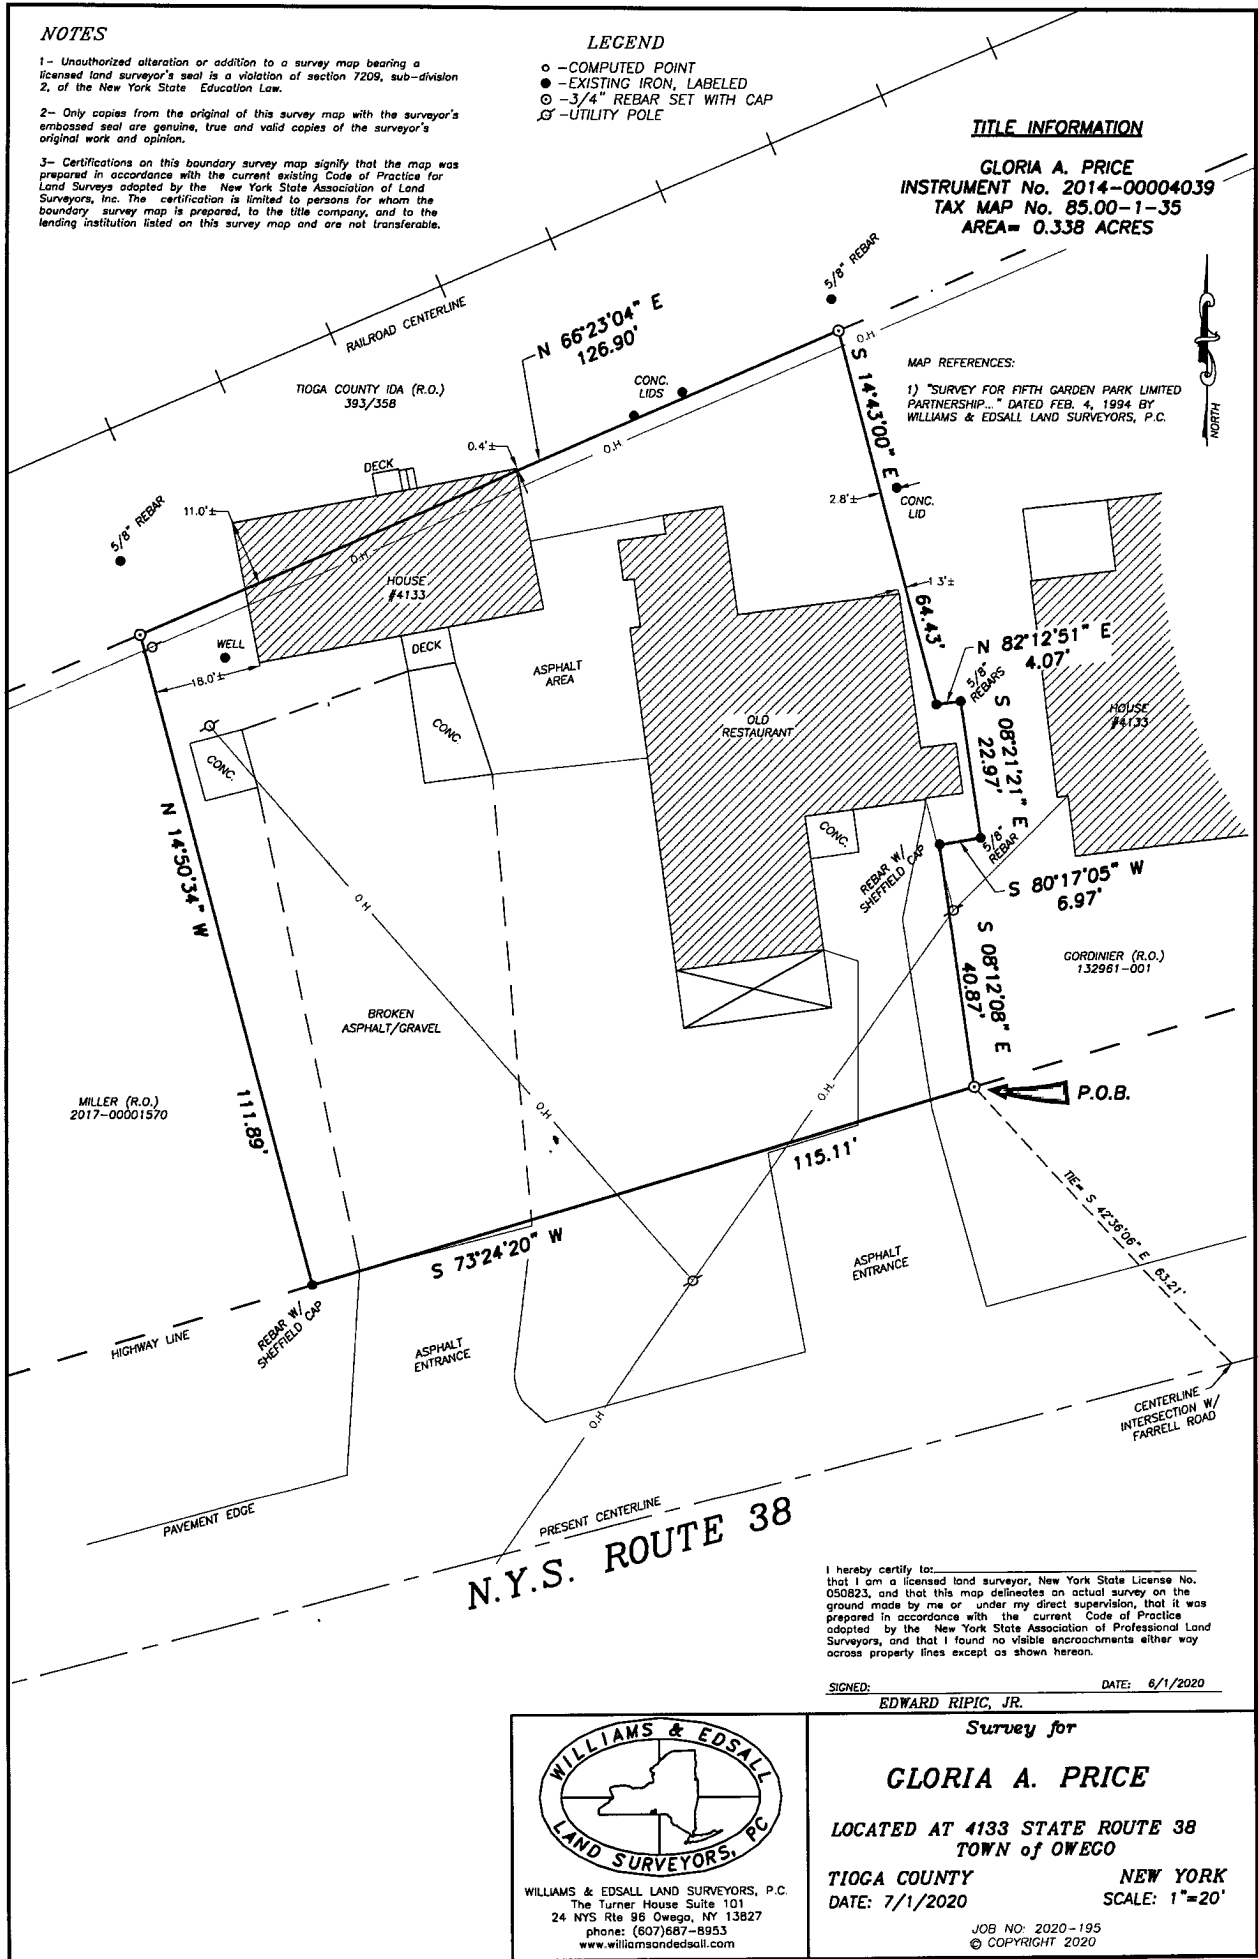 NOTES
1- Unauthorized alteration or addition to a survey map bearing a
licensed land surveyor's seal is a violation of section 7209, sub-division
2, of the New York State Education Law.
2- Only copies from the original of this survey map with the surveyor's
embossed seal are genuine, true and valid copies of the surveyor's
original work and opinion.
3- Certifications on this boundary survey map signify that the map was
prepared in accordance with the current existing Code of Practice for
Land Surveys adopted by the New York State Association of Land
Surveyors, Inc. The certification is limited to persons for whom the
boundary survey map is prepared, to the title company, and to the
lending institution listed on this survey map and are not transferable.
LEGEND
-COMPUTED POINT
-EXISTING IRON, LABELED
-3/4" REBAR SET WITH CAP
-UTILITY POLE
TITLE INFORMATION
GLORIA A. PRICE
INSTRUMENT No. 2014-00004039
TAX MAP No. 85.00-1-35
AREA= 0.338 ACRES
5/8" REBAR
RAILROAD CENTERLINE
N 66°23'04" E
126.90'
O.H.
NORTH
MAP REFERENCES:
1) "SURVEY FOR FIFTH GARDEN PARK LIMITED
PARTNERSHIP..." DATED FEB. 4, 1994 BY
WILLIAMS & EDSALL LAND SURVEYORS, P.C.
TIOGA COUNTY IDA (R.O.)
393/358
CONC.
LIDS
S 14°43'00" E
64.43'
0.4'±
O.H.
DECK
2.8'±
CONC.
LID
11.0'±
5/8" REBAR
O.H.
HOUSE
#4133
1.3'±
WELL
DECK
18.0'±
ASPHALT
AREA
N 82°12'51" E
4.07'
5/8"
REBARS
CONC.
CONC.
OLD
RESTAURANT
S 08°21'21" E
22.97'
HOUSE
#4133
N 14°50'34" W
111.89'
CONC.
REBAR W/
SHEFFIELD CAP
5/8"
REBAR
S 80°17'05" W
6.97'
O.H.
S 08°12'08" E
40.87'
GORDINIER (R.O.)
132961-001
BROKEN
ASPHALT/GRAVEL
MILLER (R.O.)
2017-00001570
O.H.
O.H.
P.O.B.
115.11'
S 73°24'20" W
TIE= S 42°36'06" E
63.21'
ASPHALT
ENTRANCE
HIGHWAY LINE
REBAR W/
SHEFFIELD CAP
ASPHALT
ENTRANCE
O.H.
CENTERLINE
INTERSECTION W/
FARRELL ROAD
PAVEMENT EDGE
PRESENT CENTERLINE
N.Y.S. ROUTE 38
I hereby certify to:
that I am a licensed land surveyor, New York State License No.
050823, and that this map delineates an actual survey on the
ground made by me or under my direct supervision, that it was
prepared in accordance with the current Code of Practice
adopted by the New York State Association of Professional Land
Surveyors, and that I found no visible encroachments either way
across property lines except as shown hereon.
SIGNED: DATE: 6/1/2020
EDWARD RIPIC, JR.
WILLIAMS & EDSALL
LAND SURVEYORS, PC
WILLIAMS & EDSALL LAND SURVEYORS, P.C.
The Turner House Suite 101
24 NYS Rte 96 Owego, NY 13827
phone: (607)687-8953
www.williamsandedsall.com
Survey for
GLORIA A. PRICE
LOCATED AT 4133 STATE ROUTE 38
TOWN of OWEGO
TIOGA COUNTY NEW YORK
DATE: 7/1/2020 SCALE: 1"=20'
JOB NO: 2020-195
© COPYRIGHT 2020